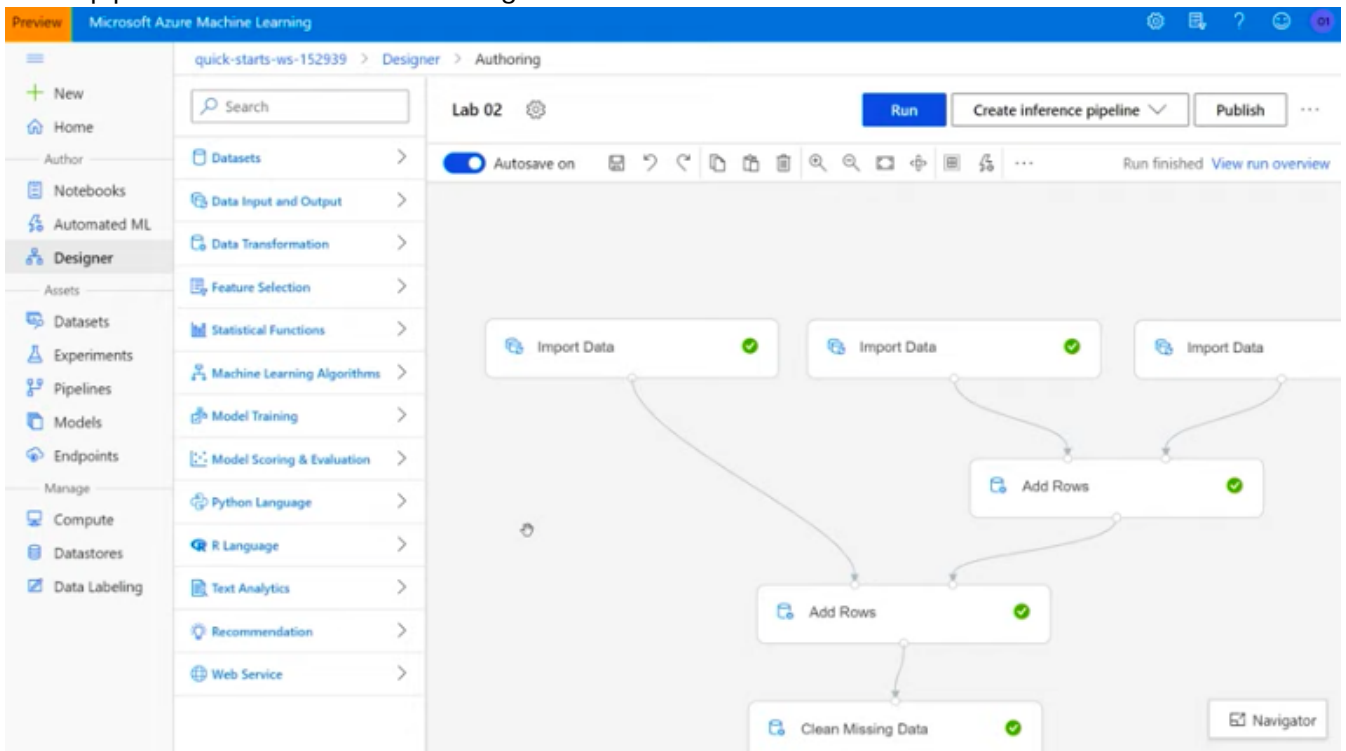 Preview Microsoft Azure Machine Learning ? 01
quick-starts-ws-152939 > Designer > Authoring
New
Home
Author
Notebooks
Automated ML
Designer
Assets
Datasets
Experiments
Pipelines
Models
Endpoints
Manage
Compute
Datastores
Data Labeling
Search
Datasets
Data Input and Output
Data Transformation
Feature Selection
Statistical Functions
Machine Learning Algorithms
Model Training
Model Scoring & Evaluation
Python Language
R Language
Text Analytics
Recommendation
Web Service
Lab 02 Run Create inference pipeline Publish ...
Autosave on ... Run finished View run overview
Import Data Import Data Import Data
Add Rows
Add Rows
Clean Missing Data
Navigator